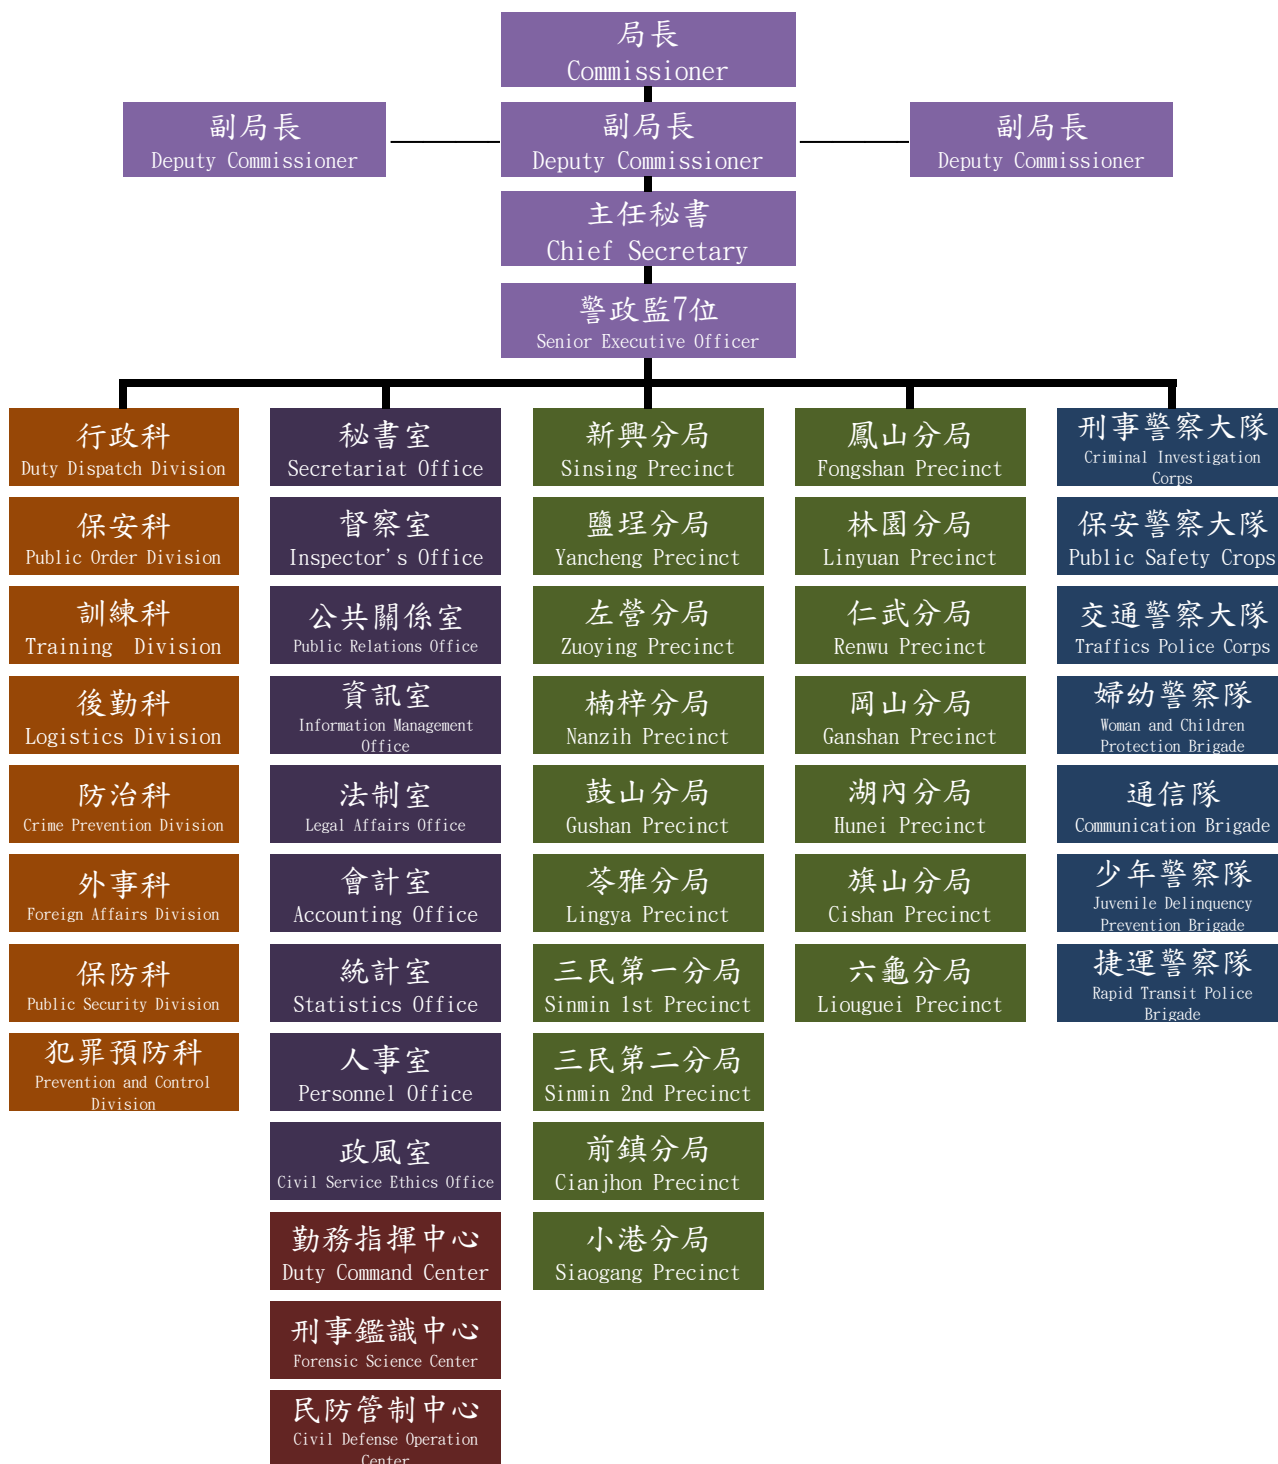 局長
Commissioner
副局長
Deputy Commissioner
副局長
Deputy Commissioner
副局長
Deputy Commissioner
主任秘書
Chief Secretary
警政監7位
Senior Executive Officer
行政科
Duty Dispatch Division
保安科
Public Order Division
訓練科
Training Division
後勤科
Logistics Division
防治科
Crime Prevention Division
外事科
Foreign Affairs Division
保防科
Public Security Division
犯罪預防科
Prevention and Control
Division
秘書室
Secretariat Office
督察室
Inspector's Office
公共關係室
Public Relations Office
資訊室
Information Management
Office
法制室
Legal Affairs Office
會計室
Accounting Office
統計室
Statistics Office
人事室
Personnel Office
政風室
Civil Service Ethics Office
勤務指揮中心
Duty Command Center
刑事鑑識中心
Forensic Science Center
民防管制中心
Civil Defense Operation
Center
新興分局
Sinsing Precinct
鹽埕分局
Yancheng Precinct
左營分局
Zuoying Precinct
楠梓分局
Nanzih Precinct
鼓山分局
Gushan Precinct
苓雅分局
Lingya Precinct
三民第一分局
Sinmin 1st Precinct
三民第二分局
Sinmin 2nd Precinct
前鎮分局
Cianjhon Precinct
小港分局
Siaogang Precinct
鳳山分局
Fongshan Precinct
林園分局
Linyuan Precinct
仁武分局
Renwu Precinct
岡山分局
Ganshan Precinct
湖內分局
Hunei Precinct
旗山分局
Cishan Precinct
六龜分局
Liouguei Precinct
刑事警察大隊
Criminal Investigation
Corps
保安警察大隊
Public Safety Crops
交通警察大隊
Traffics Police Corps
婦幼警察隊
Woman and Children
Protection Brigade
通信隊
Communication Brigade
少年警察隊
Juvenile Delinquency
Prevention Brigade
捷運警察隊
Rapid Transit Police
Brigade